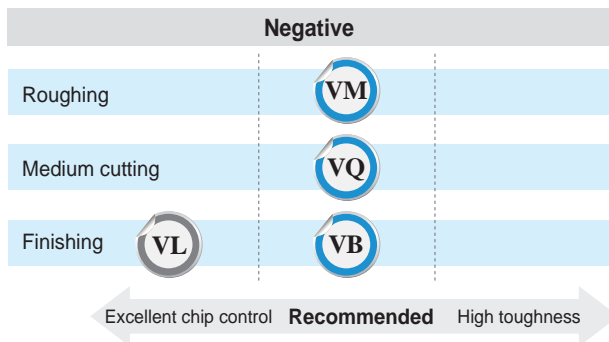 Negative
Roughing VM
Medium cutting VQ
Finishing VL VB
Excellent chip control Recommended High toughness